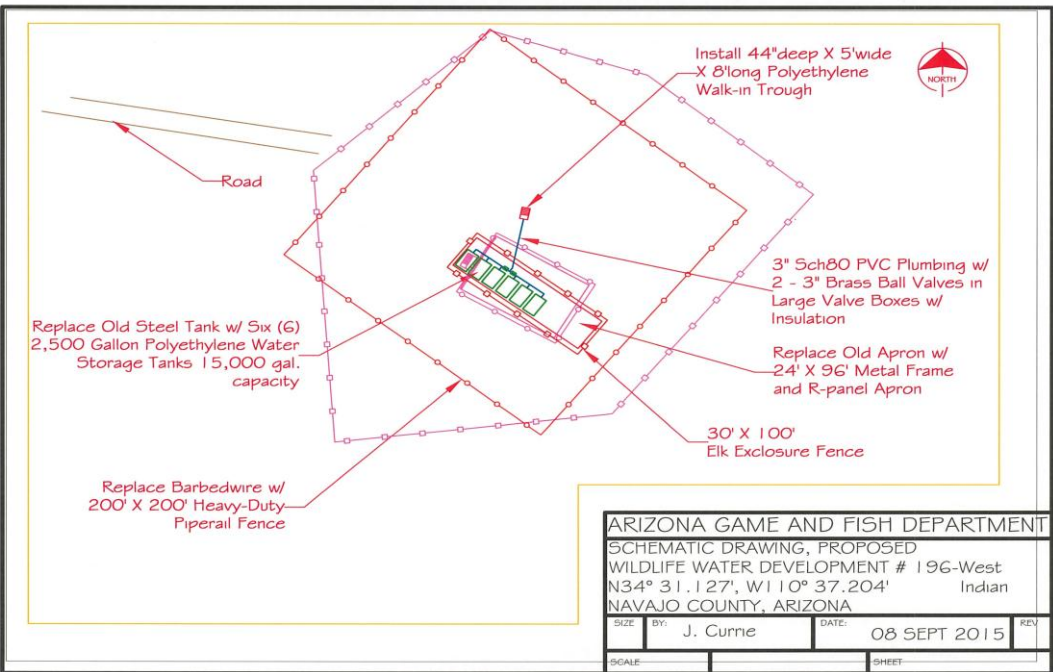 Install 44"deep X 5'wide
X 8'long Polyethylene
Walk-in Trough
NORTH
Road
3" Sch80 PVC Plumbing w/
2 - 3" Brass Ball Valves in
Large Valve Boxes w/
Insulation
Replace Old Steel Tank w/ Six (6)
2,500 Gallon Polyethylene Water
Storage Tanks 15,000 gal.
capacity
Replace Old Apron w/
24' X 96' Metal Frame
and R-panel Apron
30' X 100'
Elk Exclosure Fence
Replace Barbedwire w/
200' X 200' Heavy-Duty
Piperail Fence
ARIZONA GAME AND FISH DEPARTMENT
SCHEMATIC DRAWING, PROPOSED
WILDLIFE WATER DEVELOPMENT # 196-West
N34° 31.127', W110° 37.204' Indian
NAVAJO COUNTY, ARIZONA
SIZE BY: J. Currie DATE: 08 SEPT 2015 REV
SCALE SHEET